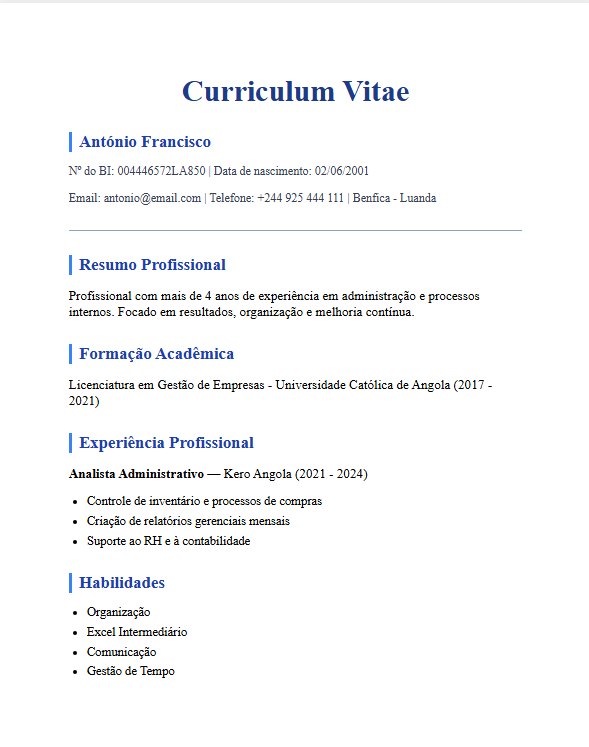 Curriculum Vitae
António Francisco
Nº do BI: 004446572LA850 | Data de nascimento: 02/06/2001
Email: antonio@email.com | Telefone: +244 925 444 111 | Benfica - Luanda
Resumo Profissional
Profissional com mais de 4 anos de experiência em administração e processos
internos. Focado em resultados, organização e melhoria contínua.
Formação Acadêmica
Licenciatura em Gestão de Empresas - Universidade Católica de Angola (2017 -
2021)
Experiência Profissional
Analista Administrativo — Kero Angola (2021 - 2024)
• Controle de inventário e processos de compras
• Criação de relatórios gerenciais mensais
• Suporte ao RH e à contabilidade
Habilidades
• Organização
• Excel Intermediário
• Comunicação
• Gestão de Tempo